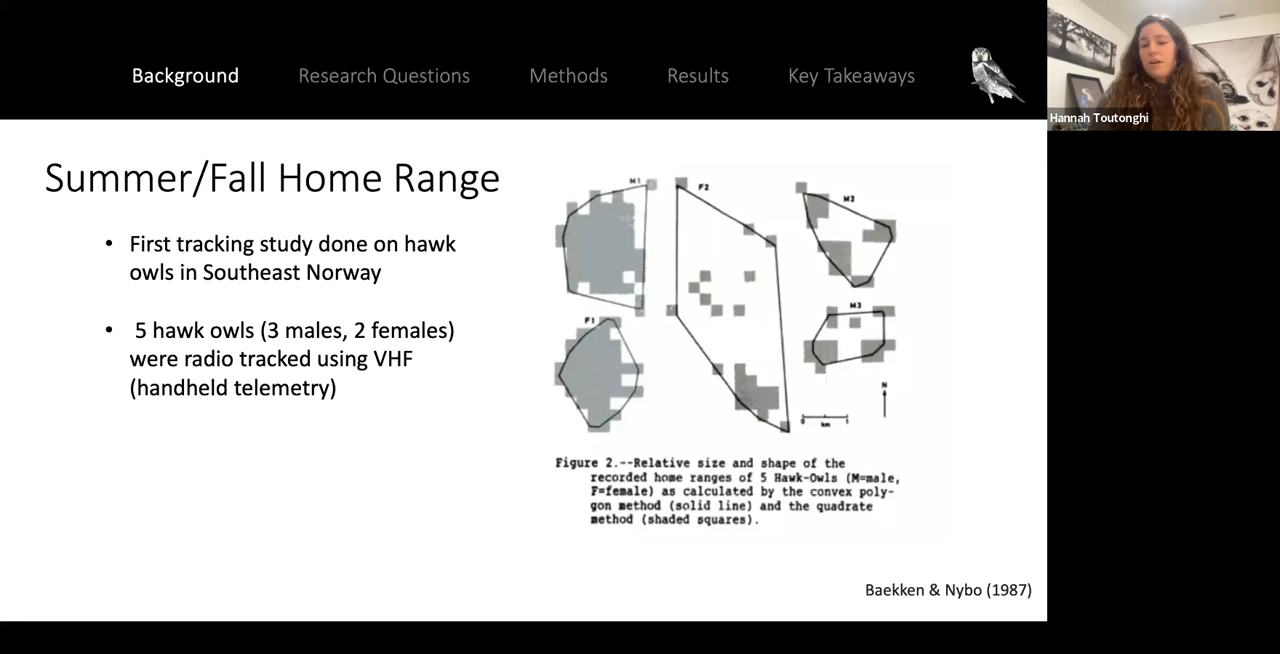 Background Research Questions Methods Results Key Takeaways
Hannah Toutonghi
Summer/Fall Home Range
• First tracking study done on hawk
owls in Southeast Norway
• 5 hawk owls (3 males, 2 females)
were radio tracked using VHF
(handheld telemetry)
M1
F2
M2
M3
F1
N
0 km 1
Figure 2.--Relative size and shape of the
recorded home ranges of 5 Hawk-Owls (M=male,
F=female) as calculated by the convex poly-
gon method (solid line) and the quadrate
method (shaded squares).
Baekken & Nybo (1987)